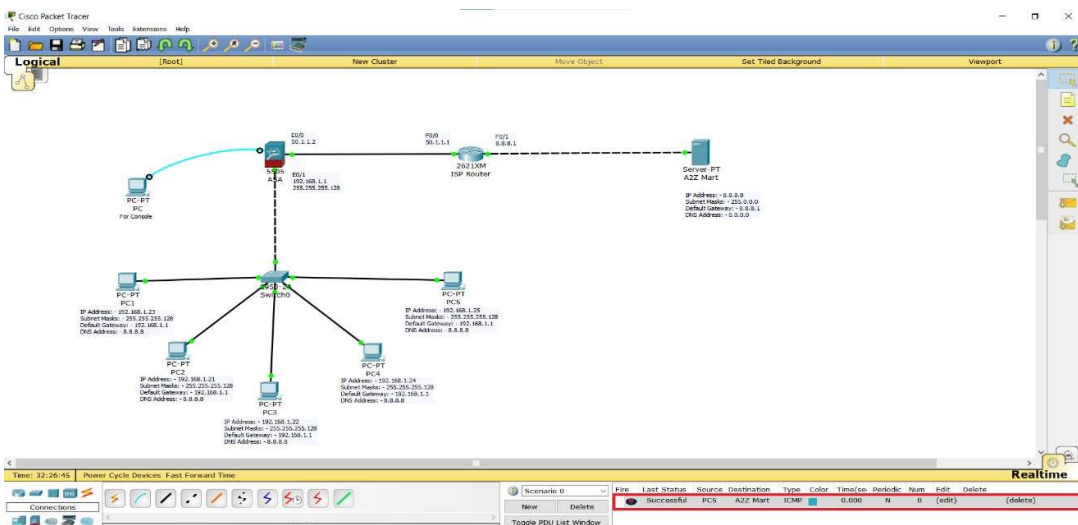 Cisco Packet Tracer
File Edit Options View Tools Extensions Help
Logical [Root] New Cluster Move Object Set Tiled Background Viewport
E0/0
50.1.1.2
F0/0
50.1.1.1
F0/1
8.8.8.1
5505
ASA
E0/1
192.168.1.1
255.255.255.128
2621XM
ISP Router
Server-PT
A2Z Mart
IP Address: - 8.8.8.8
Subnet Masks: - 255.0.0.0
Default Gateway: - 8.8.8.1
DNS Address: - 0.0.0.0
PC-PT
PC
For Console
2950-24
Switch0
PC-PT
PC1
IP Address: - 192.168.1.23
Subnet Masks: - 255.255.255.128
Default Gateway: - 192.168.1.1
DNS Address: - 8.8.8.8
PC-PT
PC5
IP Address: - 192.168.1.25
Subnet Masks: - 255.255.255.128
Default Gateway: - 192.168.1.1
DNS Address: - 8.8.8.8
PC-PT
PC2
IP Address: - 192.168.1.21
Subnet Masks: - 255.255.255.128
Default Gateway: - 192.168.1.1
DNS Address: - 8.8.8.8
PC-PT
PC4
IP Address: - 192.168.1.24
Subnet Masks: - 255.255.255.128
Default Gateway: - 192.168.1.1
DNS Address: - 8.8.8.8
PC-PT
PC3
IP Address: - 192.168.1.22
Subnet Masks: - 255.255.255.128
Default Gateway: - 192.168.1.1
DNS Address: - 8.8.8.8
Time: 32:26:45 Power Cycle Devices Fast Forward Time Realtime
Connections
Scenario 0
New Delete
Toggle PDU List Window
Fire Last Status Source Destination Type Color Time(se Periodic Num Edit Delete
Successful PC5 A2Z Mart ICMP 0.000 N 0 (edit) (delete)